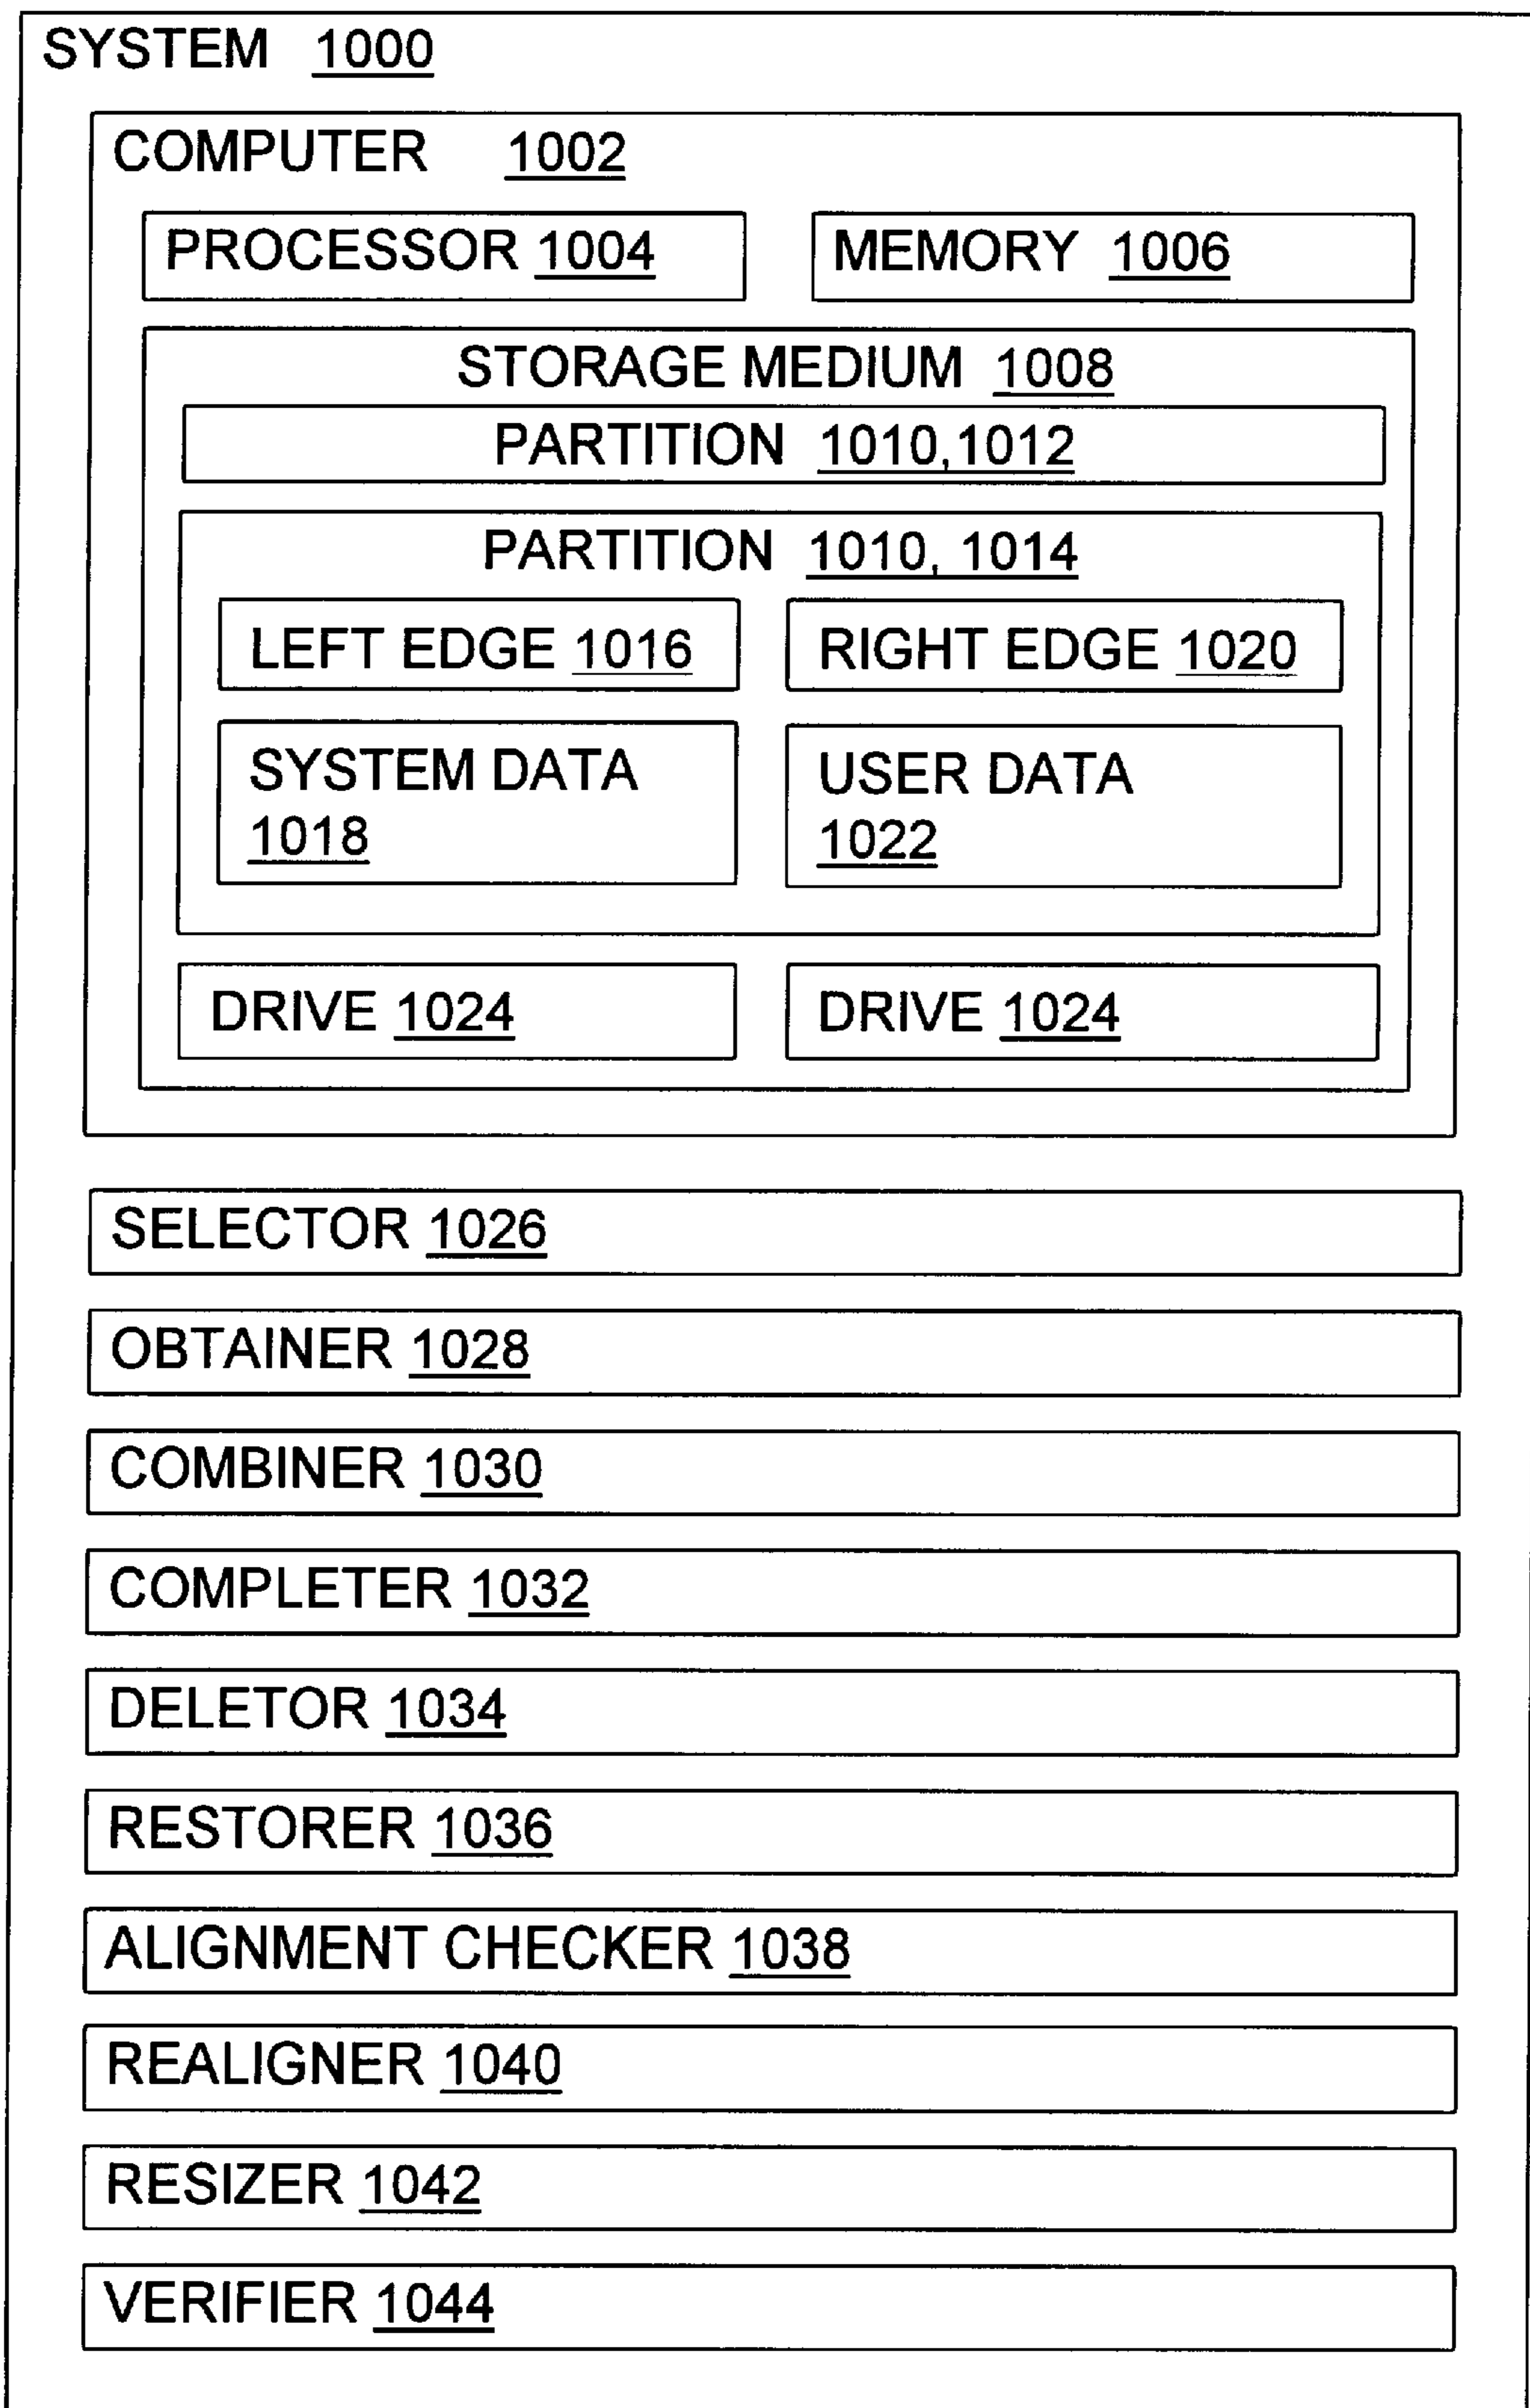 SYSTEM 1000
COMPUTER 1002
PROCESSOR 1004
MEMORY 1006
STORAGE MEDIUM 1008
PARTITION 1010,1012
PARTITION 1010, 1014
LEFT EDGE 1016
RIGHT EDGE 1020
SYSTEM DATA
1018
USER DATA
1022
DRIVE 1024
DRIVE 1024
SELECTOR 1026
OBTAINER 1028
COMBINER 1030
COMPLETER 1032
DELETOR 1034
RESTORER 1036
ALIGNMENT CHECKER 1038
REALIGNER 1040
RESIZER 1042
VERIFIER 1044